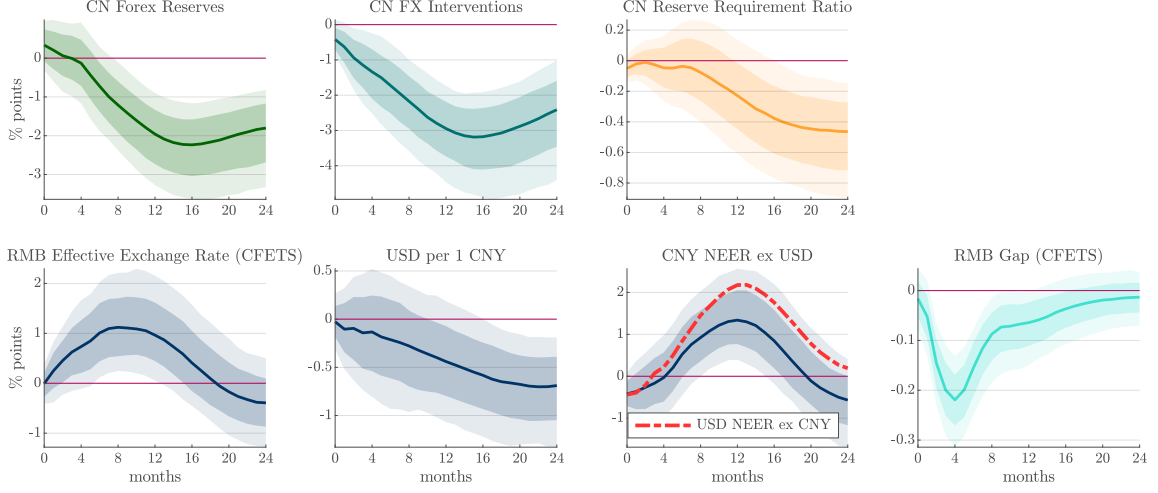 CN Forex Reserves
% points
0
-1
-2
-3
0 4 8 12 16 20 24
CN FX Interventions
0
-1
-2
-3
-4
0 4 8 12 16 20 24
CN Reserve Requirement Ratio
0.2
0
-0.2
-0.4
-0.6
-0.8
0 4 8 12 16 20 24
RMB Effective Exchange Rate (CFETS)
% points
2
1
0
-1
0 4 8 12 16 20 24
months
USD per 1 CNY
0.5
0
-0.5
-1
0 4 8 12 16 20 24
months
CNY NEER ex USD
2
1
0
-1
USD NEER ex CNY
0 4 8 12 16 20 24
months
RMB Gap (CFETS)
0
-0.1
-0.2
-0.3
0 4 8 12 16 20 24
months